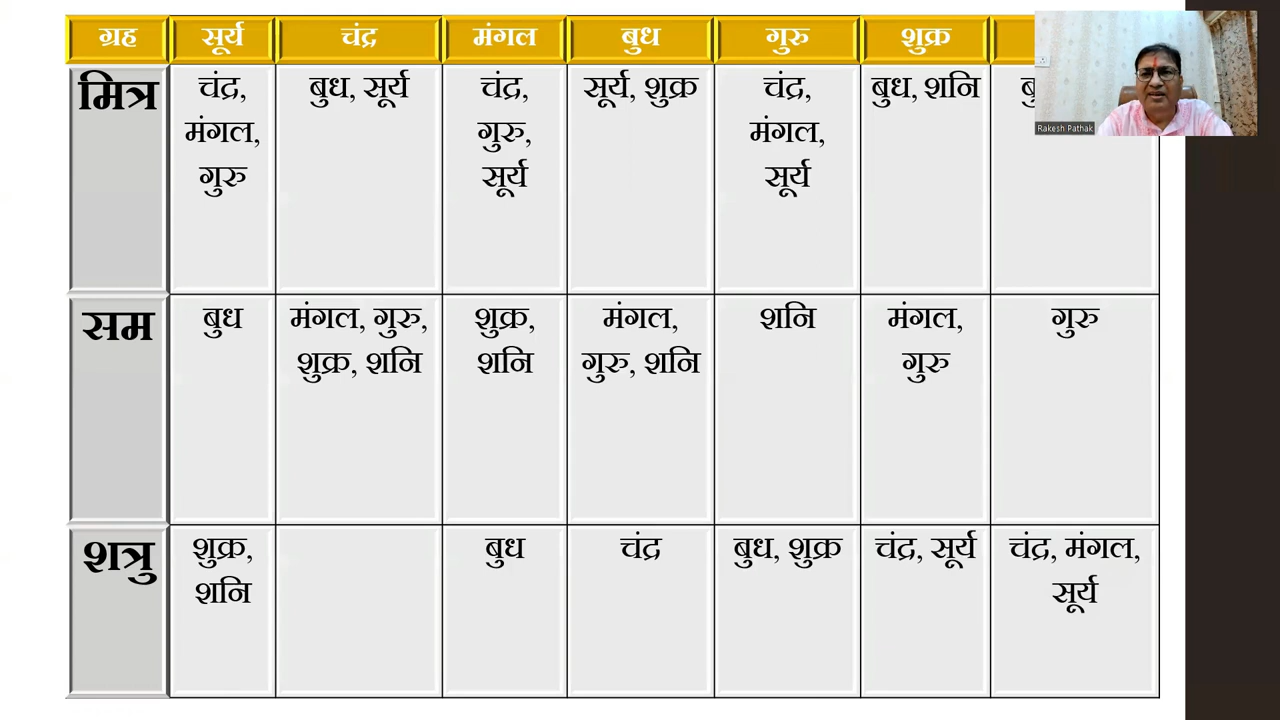 ग्रह सूर्य चंद्र मंगल बुध गुरु शुक्र
मित्र चंद्र, बुध, सूर्य चंद्र, सूर्य, शुक्र चंद्र, बुध, शनि
मंगल, गुरु, मंगल,
गुरु सूर्य सूर्य
सम बुध मंगल, गुरु, शुक्र, मंगल, शनि मंगल, गुरु
शुक्र, शनि शनि गुरु, शनि गुरु
शत्रु शुक्र, बुध चंद्र बुध, शुक्र चंद्र, सूर्य चंद्र, मंगल,
शनि सूर्य
Rakesh Pathak